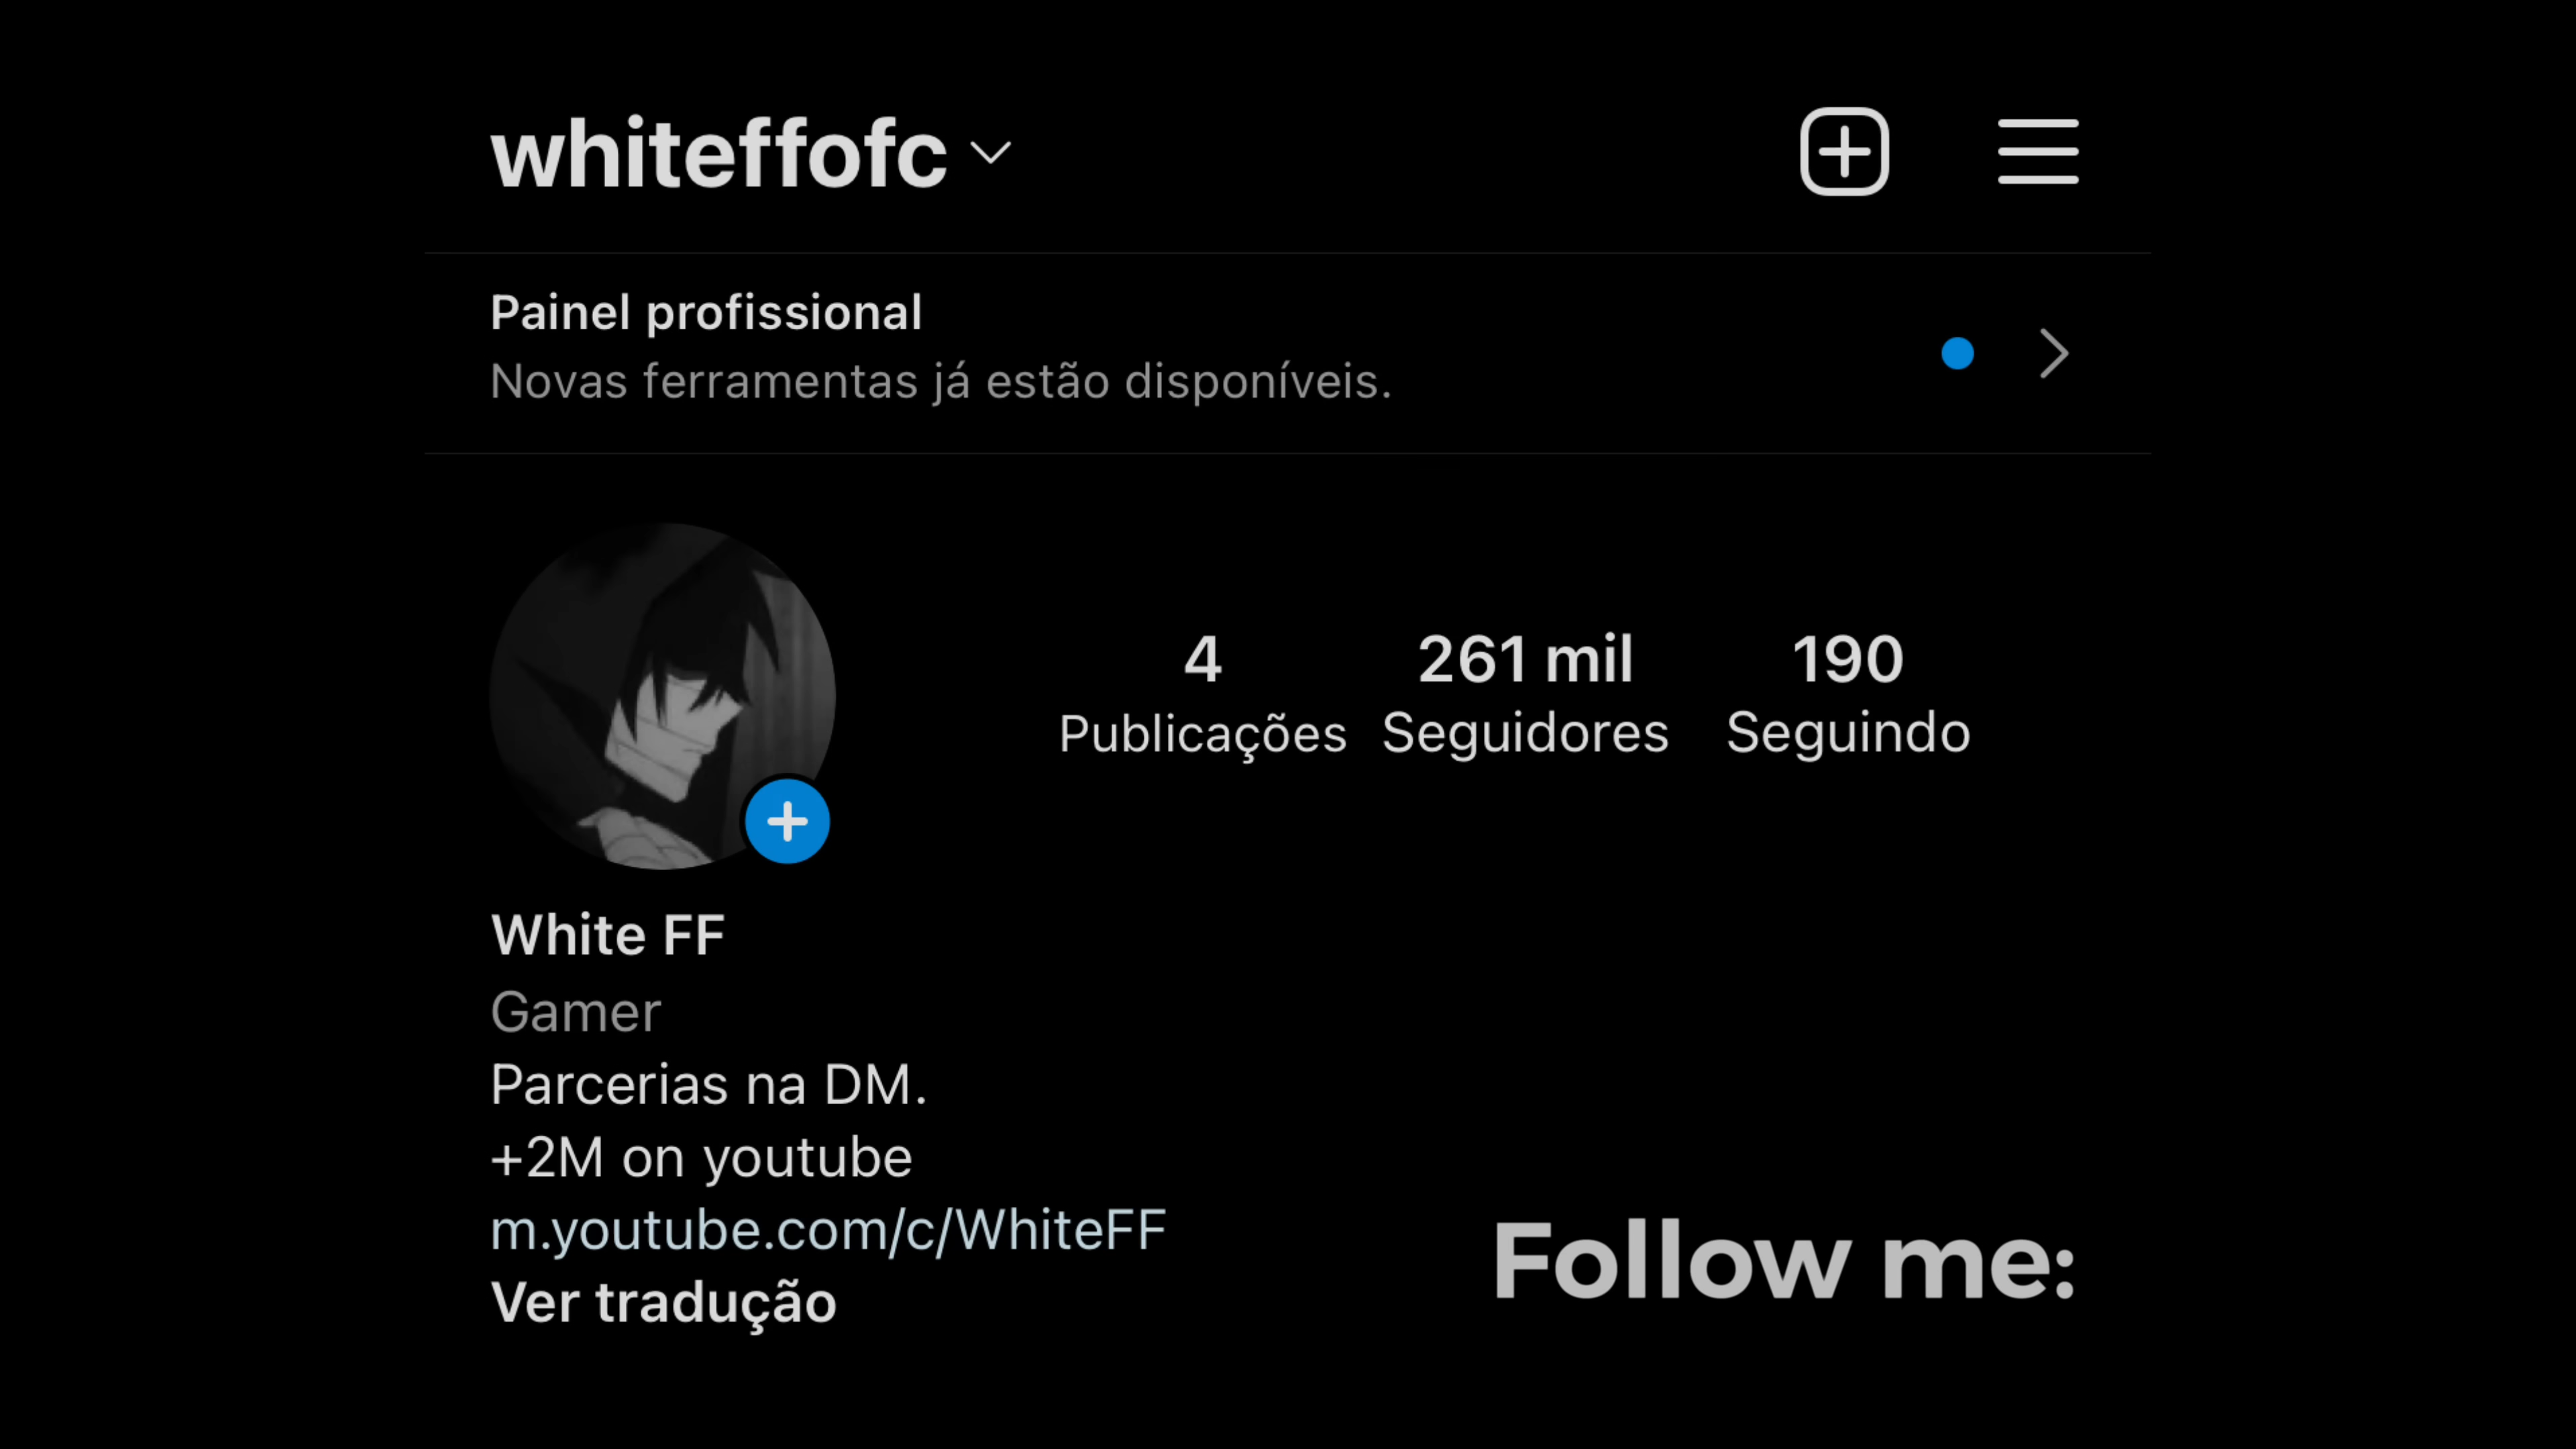 whiteffofc
Painel profissional
Novas ferramentas já estão disponíveis.
4
Publicações
261 mil
Seguidores
190
Seguindo
White FF
Gamer
Parcerias na DM.
+2M on youtube
m.youtube.com/c/WhiteFF
Ver tradução
Follow me: